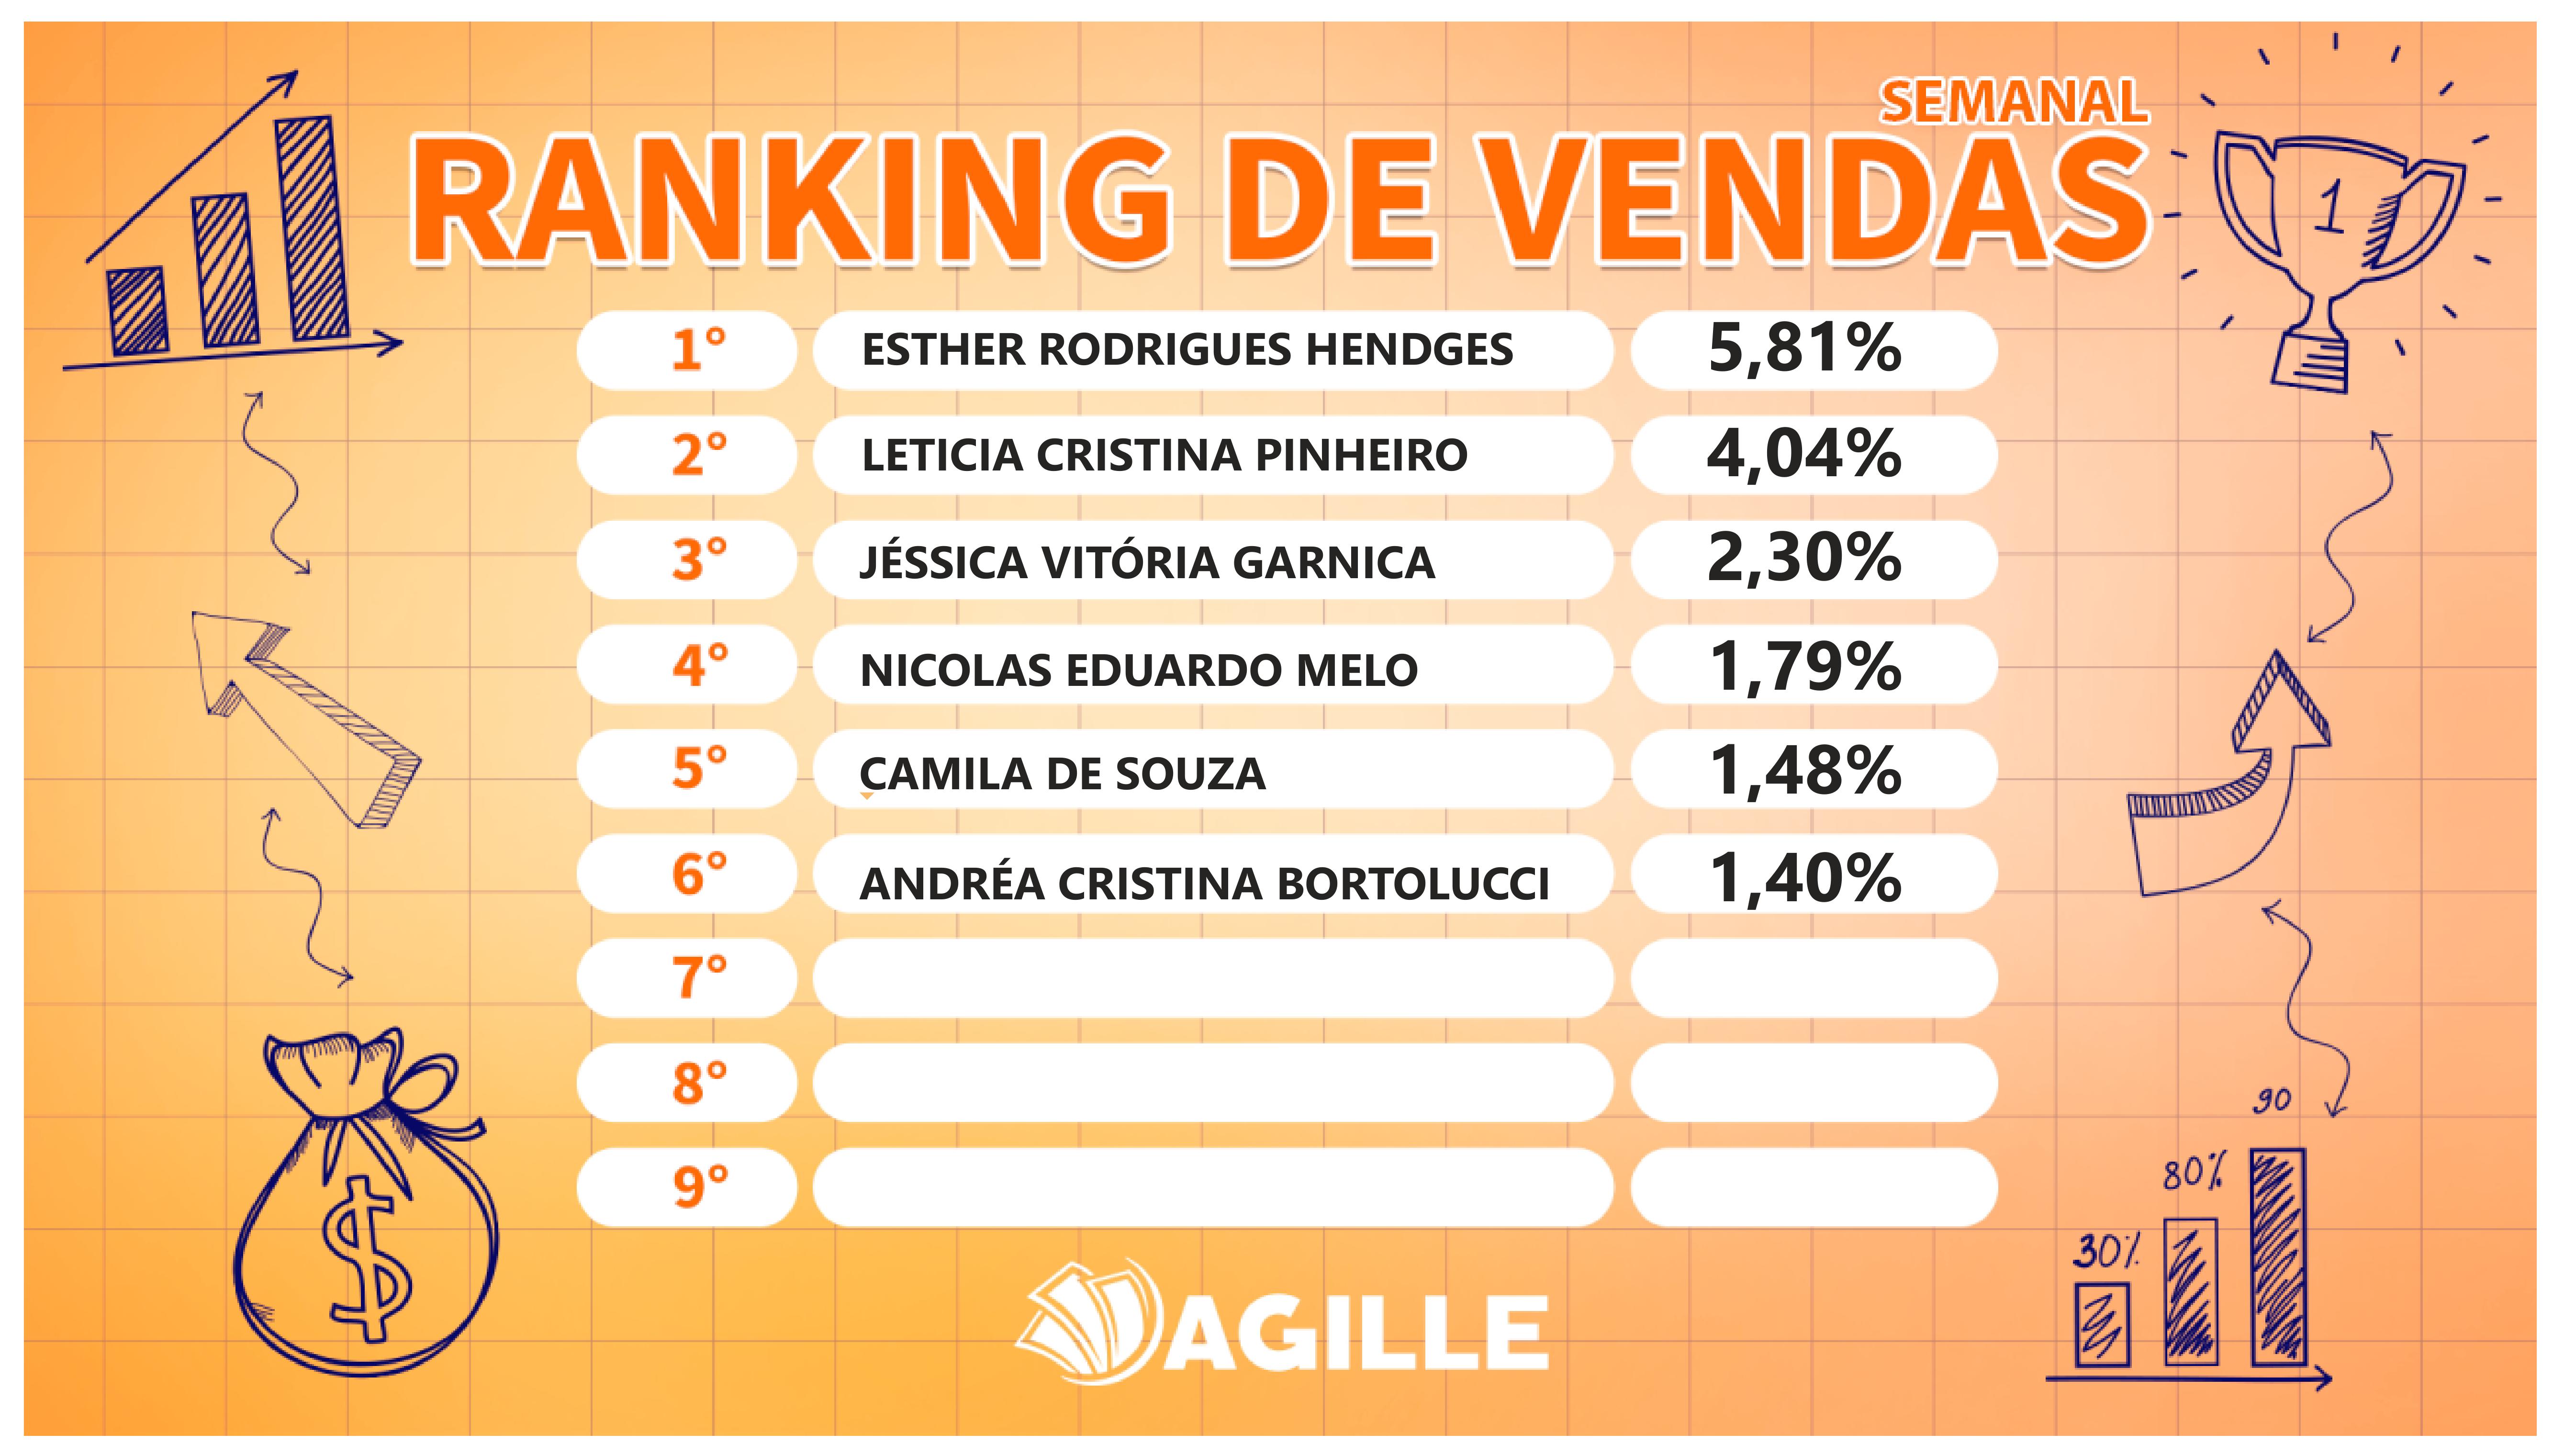 SEMANAL
RANKING DE VENDAS
1
1° ESTHER RODRIGUES HENDGES 5,81%
2° LETICIA CRISTINA PINHEIRO 4,04%
3° JÉSSICA VITÓRIA GARNICA 2,30%
4° NICOLAS EDUARDO MELO 1,79%
5° CAMILA DE SOUZA 1,48%
6° ANDRÉA CRISTINA BORTOLUCCI 1,40%
7°
8°
9°
$
90
80%
30%
AGILLE